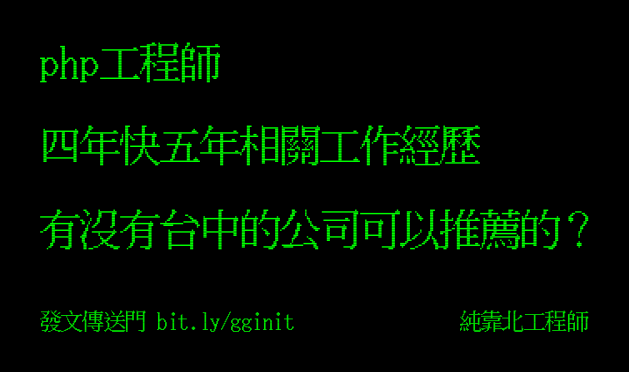 php工程師
四年快五年相關工作經歷
有沒有台中的公司可以推薦的？
發文傳送門 bit.ly/gginit
純靠北工程師